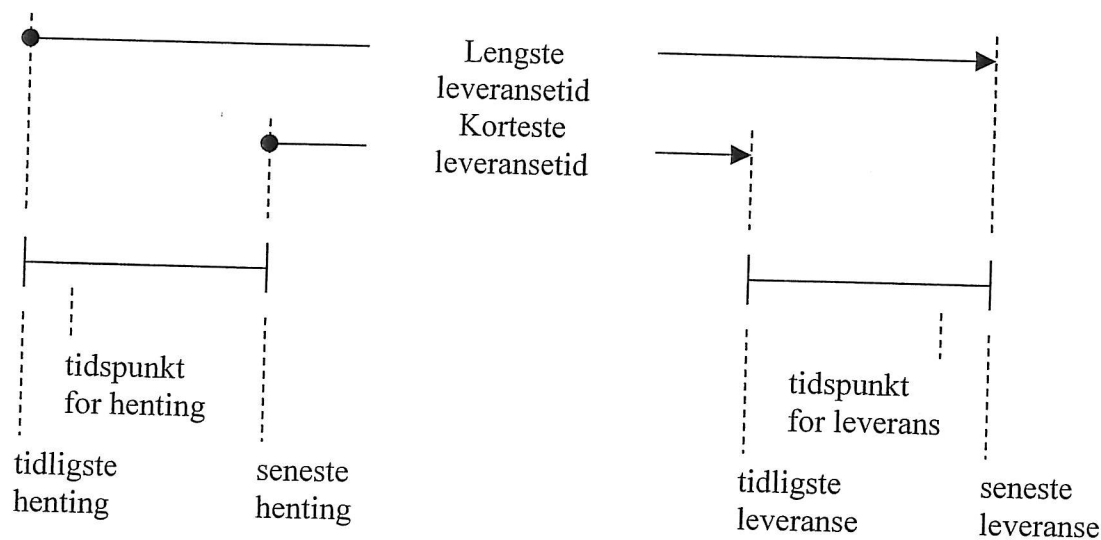 Lengste
leveransetid
Korteste
leveransetid
tidspunkt
for henting
tidspunkt
for leverans
tidligste
henting
seneste
henting
tidligste
leveranse
seneste
leveranse